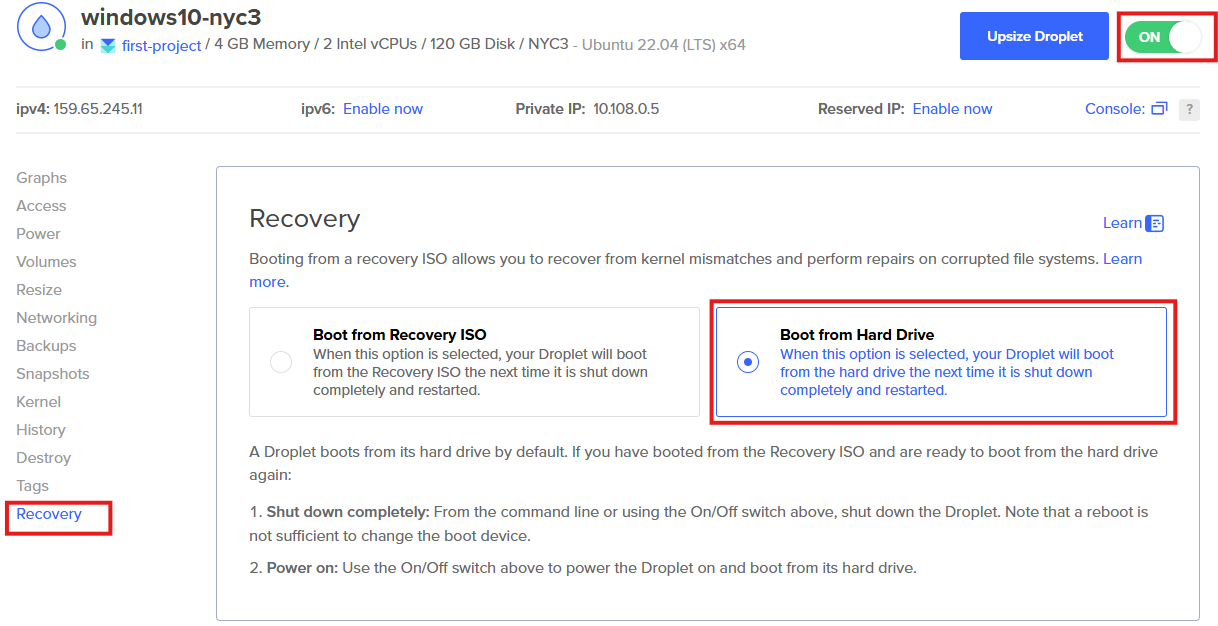 windows10-nyc3
in first-project / 4 GB Memory / 2 Intel vCPUs / 120 GB Disk / NYC3 - Ubuntu 22.04 (LTS) x64
Upsize Droplet
ON
ipv4: 159.65.245.11 ipv6: Enable now Private IP: 10.108.0.5 Reserved IP: Enable now Console: ?
Graphs
Access
Power
Volumes
Resize
Networking
Backups
Snapshots
Kernel
History
Destroy
Tags
Recovery
Recovery
Learn
Booting from a recovery ISO allows you to recover from kernel mismatches and perform repairs on corrupted file systems. Learn
more.
Boot from Recovery ISO
When this option is selected, your Droplet will boot
from the Recovery ISO the next time it is shut down
completely and restarted.
Boot from Hard Drive
When this option is selected, your Droplet will boot
from the hard drive the next time it is shut down
completely and restarted.
A Droplet boots from its hard drive by default. If you have booted from the Recovery ISO and are ready to boot from the hard drive
again:
1. Shut down completely: From the command line or using the On/Off switch above, shut down the Droplet. Note that a reboot is
not sufficient to change the boot device.
2. Power on: Use the On/Off switch above to power the Droplet on and boot from its hard drive.